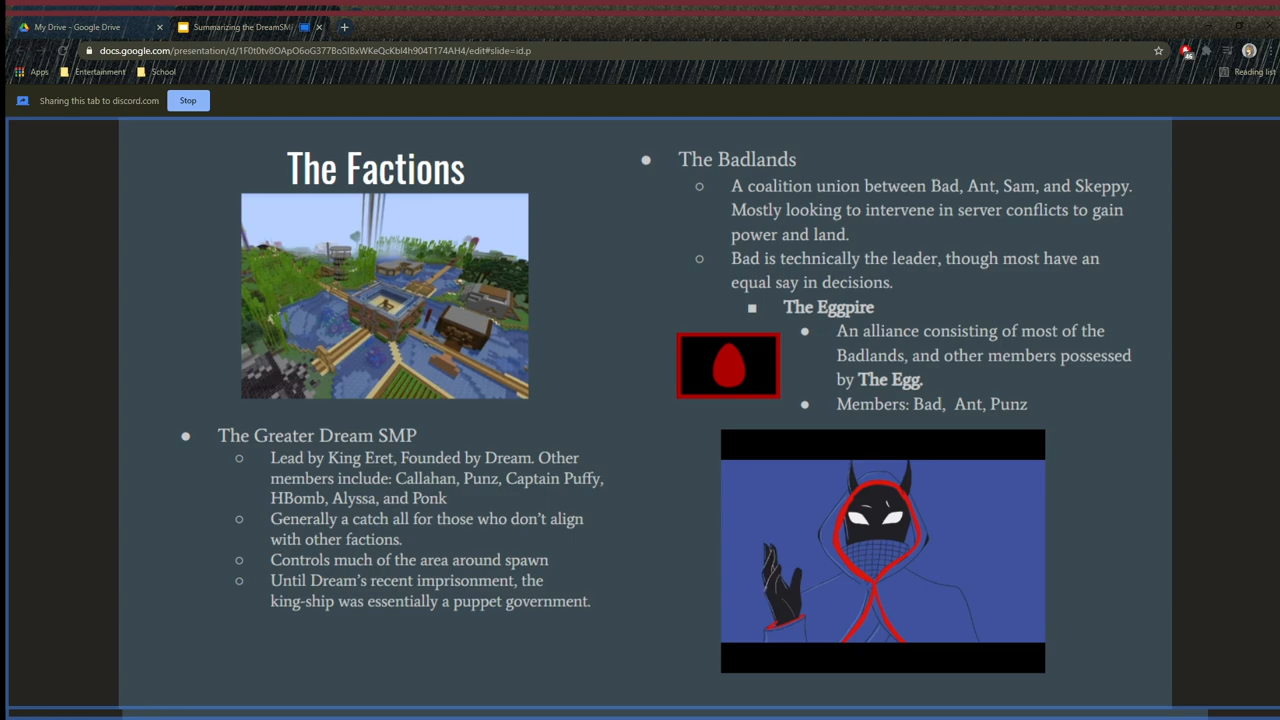 My Drive - Google Drive
Summarizing the DreamSM
docs.google.com/presentation/d/1F0t0tv8OApO6oG377BoSIBxWKeQcKbl4h904T174AH4/edit#slide=id.p
46
Apps
Entertainment
School
Reading list
Sharing this tab to discord.com
Stop
The Factions
The Greater Dream SMP
Lead by King Eret, Founded by Dream. Other
members include: Callahan, Punz, Captain Puffy,
HBomb, Alyssa, and Ponk
Generally a catch all for those who don't align
with other factions.
Controls much of the area around spawn
Until Dream's recent imprisonment, the
king-ship was essentially a puppet government.
The Badlands
A coalition union between Bad, Ant, Sam, and Skeppy.
Mostly looking to intervene in server conflicts to gain
power and land.
Bad is technically the leader, though most have an
equal say in decisions.
The Eggpire
An alliance consisting of most of the
Badlands, and other members possessed
by The Egg.
Members: Bad, Ant, Punz